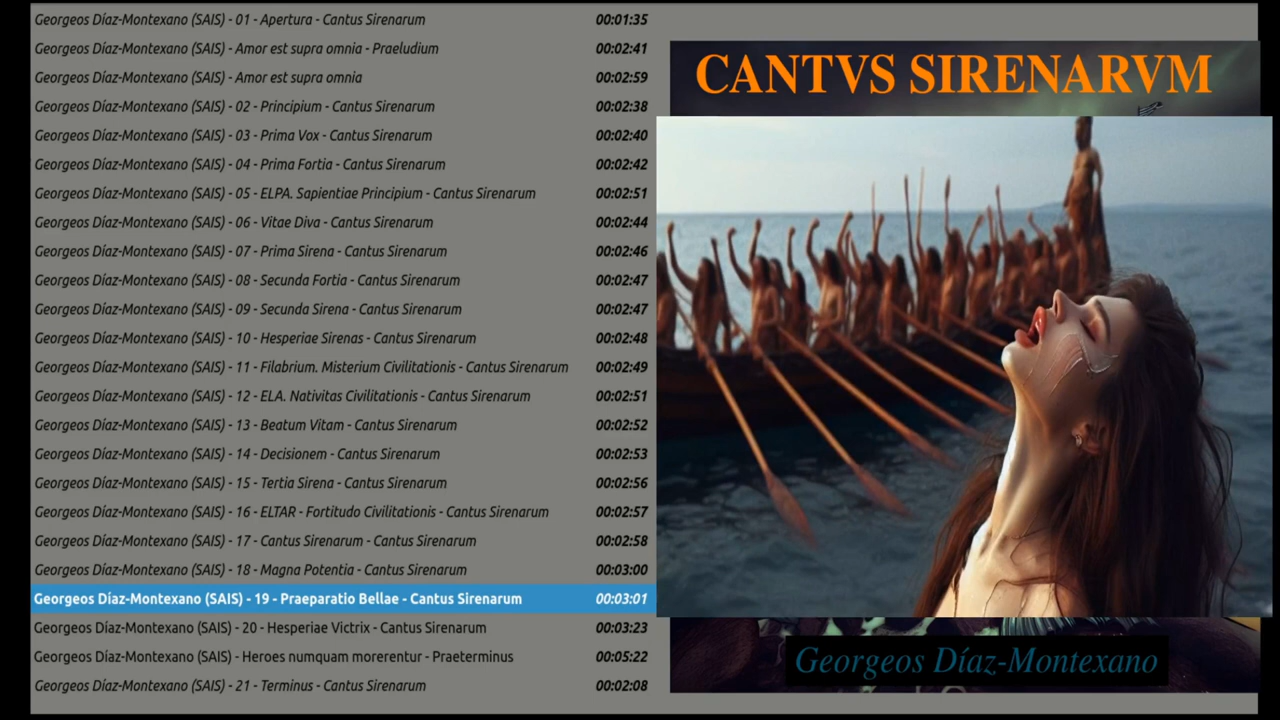 Georgeos Díaz-Montexano (SAIS) - 01 - Apertura - Cantus Sirenarum 00:01:35
Georgeos Díaz-Montexano (SAIS) - Amor est supra omnia - Praeludium 00:02:41
Georgeos Díaz-Montexano (SAIS) - Amor est supra omnia 00:02:59
Georgeos Díaz-Montexano (SAIS) - 02 - Principium - Cantus Sirenarum 00:02:38
Georgeos Díaz-Montexano (SAIS) - 03 - Prima Vox - Cantus Sirenarum 00:02:40
Georgeos Díaz-Montexano (SAIS) - 04 - Prima Fortia - Cantus Sirenarum 00:02:42
Georgeos Díaz-Montexano (SAIS) - 05 - ELPA. Sapientiae Principium - Cantus Sirenarum 00:02:51
Georgeos Díaz-Montexano (SAIS) - 06 - Vitae Diva - Cantus Sirenarum 00:02:44
Georgeos Díaz-Montexano (SAIS) - 07 - Prima Sirena - Cantus Sirenarum 00:02:46
Georgeos Díaz-Montexano (SAIS) - 08 - Secunda Fortia - Cantus Sirenarum 00:02:47
Georgeos Díaz-Montexano (SAIS) - 09 - Secunda Sirena - Cantus Sirenarum 00:02:47
Georgeos Díaz-Montexano (SAIS) - 10 - Hesperiae Sirenas - Cantus Sirenarum 00:02:48
Georgeos Díaz-Montexano (SAIS) - 11 - Filabrium. Misterium Civilitationis - Cantus Sirenarum 00:02:49
Georgeos Díaz-Montexano (SAIS) - 12 - ELA. Nativitas Civilitationis - Cantus Sirenarum 00:02:51
Georgeos Díaz-Montexano (SAIS) - 13 - Beatum Vitam - Cantus Sirenarum 00:02:52
Georgeos Díaz-Montexano (SAIS) - 14 - Decisionem - Cantus Sirenarum 00:02:53
Georgeos Díaz-Montexano (SAIS) - 15 - Tertia Sirena - Cantus Sirenarum 00:02:56
Georgeos Díaz-Montexano (SAIS) - 16 - ELTAR - Fortitudo Civilitationis - Cantus Sirenarum 00:02:57
Georgeos Díaz-Montexano (SAIS) - 17 - Cantus Sirenarum - Cantus Sirenarum 00:02:58
Georgeos Díaz-Montexano (SAIS) - 18 - Magna Potentia - Cantus Sirenarum 00:03:00
Georgeos Díaz-Montexano (SAIS) - 19 - Praeparatio Bellae - Cantus Sirenarum 00:03:01
Georgeos Díaz-Montexano (SAIS) - 20 - Hesperiae Victrix - Cantus Sirenarum 00:03:23
Georgeos Díaz-Montexano (SAIS) - Heroes numquam morerentur - Praeterminus 00:05:22
Georgeos Díaz-Montexano (SAIS) - 21 - Terminus - Cantus Sirenarum 00:02:08
CANTVS SIRENARVM
Georgeos Díaz-Montexano